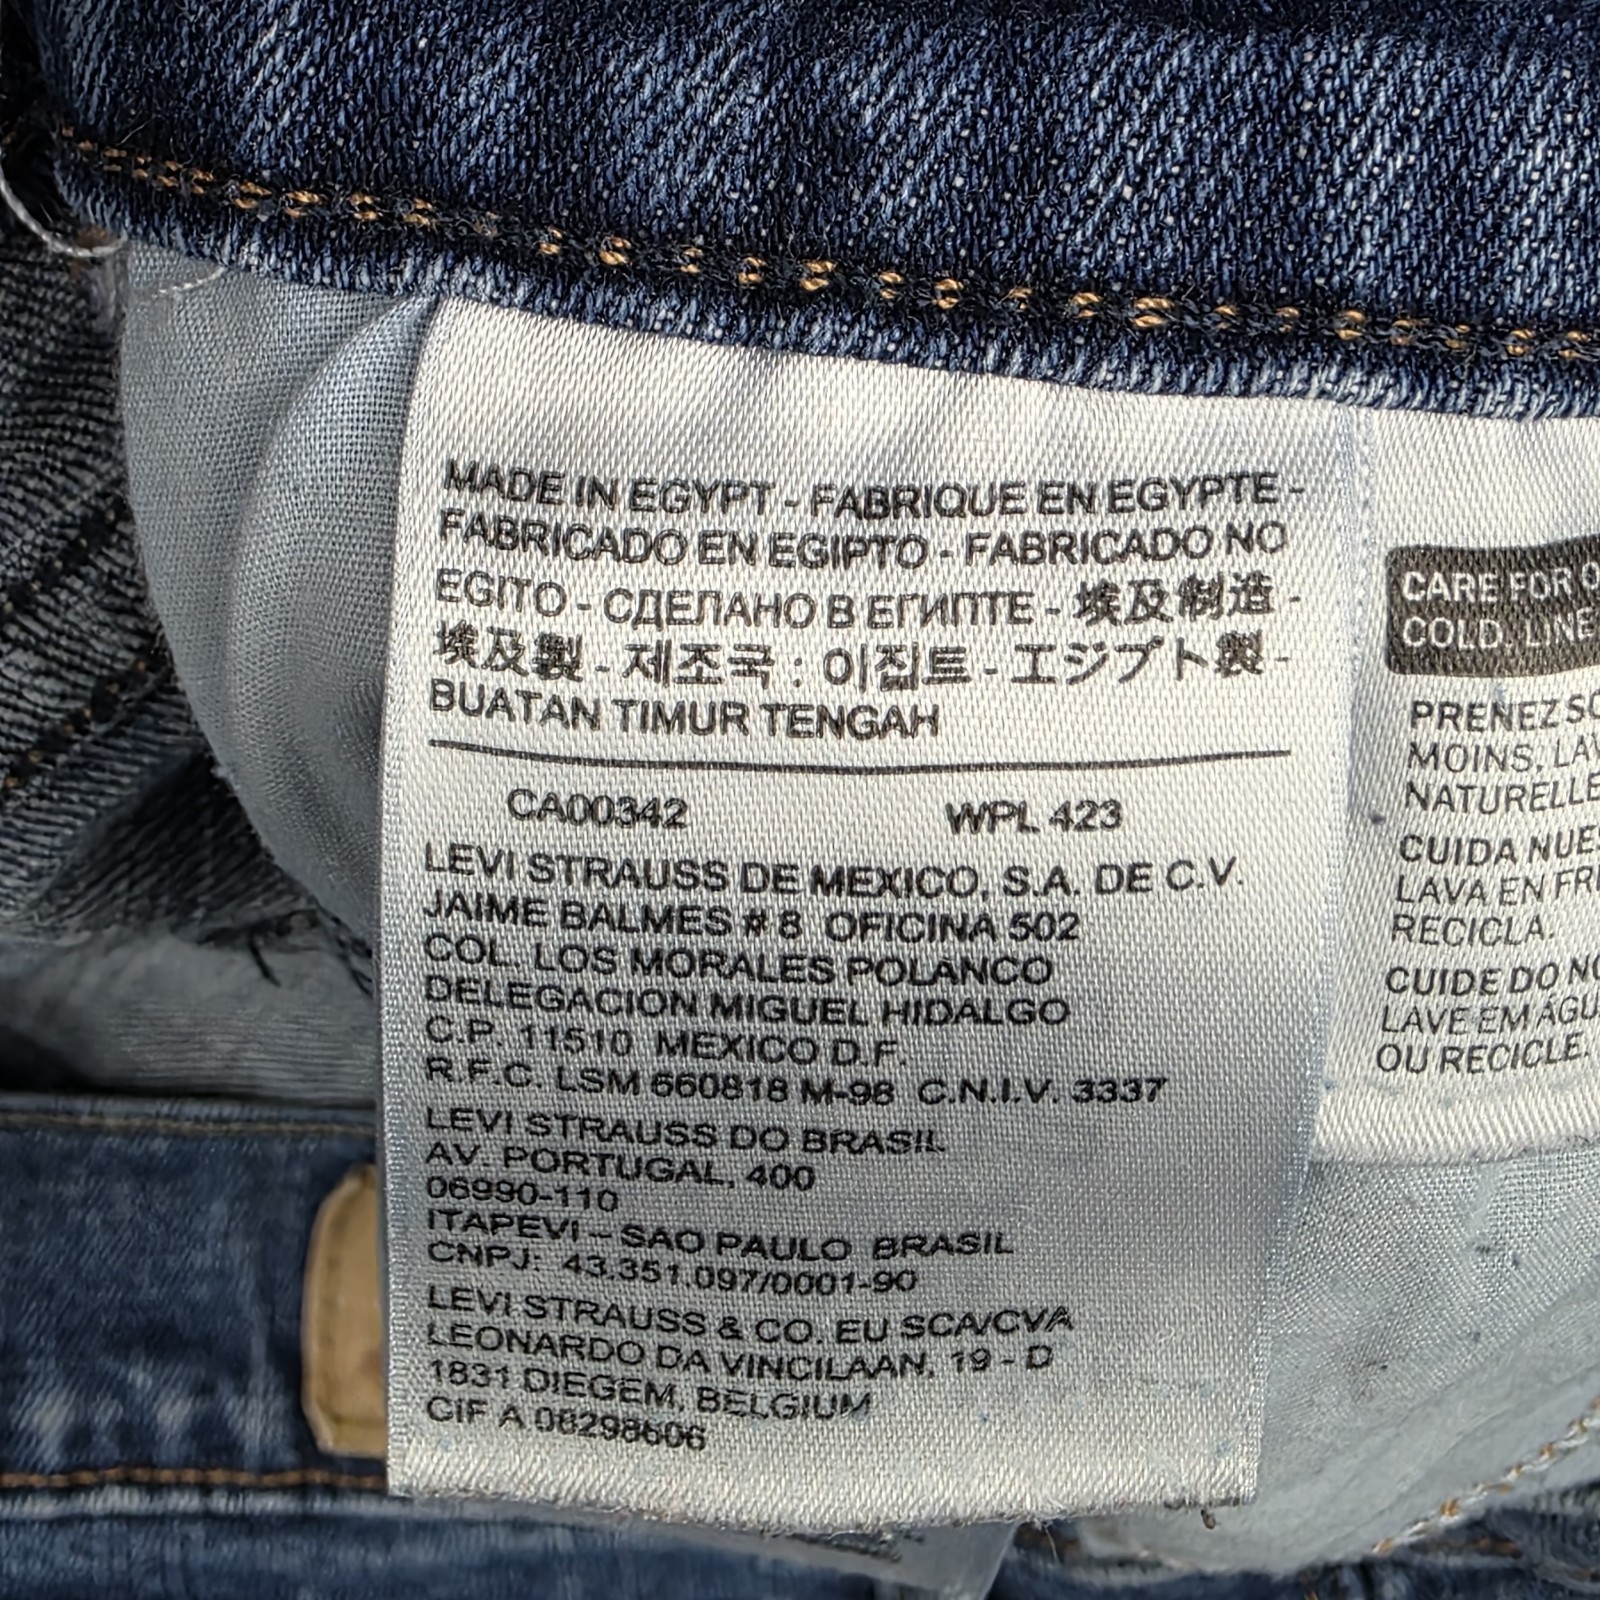 MADE IN EGYPT - FABRIQUE EN EGYPTE -
FABRICADO EN EGIPTO - FABRICADO NO
EGITO - СДЕЛАНО В ЕГИПТЕ - 埃及制造 -
埃及製 - 제조국 : 이집트 - エジプト製 -
BUATAN TIMUR TENGAH
CA00342 WPL 423
LEVI STRAUSS DE MEXICO, S.A. DE C.V.
JAIME BALMES # 8 OFICINA 502
COL. LOS MORALES POLANCO
DELEGACION MIGUEL HIDALGO
C.P. 11510 MEXICO D.F.
R.F.C. LSM 660818 M-98 C.N.I.V. 3337
LEVI STRAUSS DO BRASIL
AV. PORTUGAL, 400
06990-110
ITAPEVI – SAO PAULO BRASIL
CNPJ: 43.351.097/0001-90
LEVI STRAUSS & CO. EU SCA/CVA
LEONARDO DA VINCILAAN, 19 - D
1831 DIEGEM, BELGIUM
CIF A 08298606
CARE FOR
COLD. LINE
PRENEZ
MOINS, LAV
NATURELLE
CUIDA NUES
LAVA EN FR
RECICLA.
CUIDE DO
LAVE EM ÁGU
OU RECICLE.